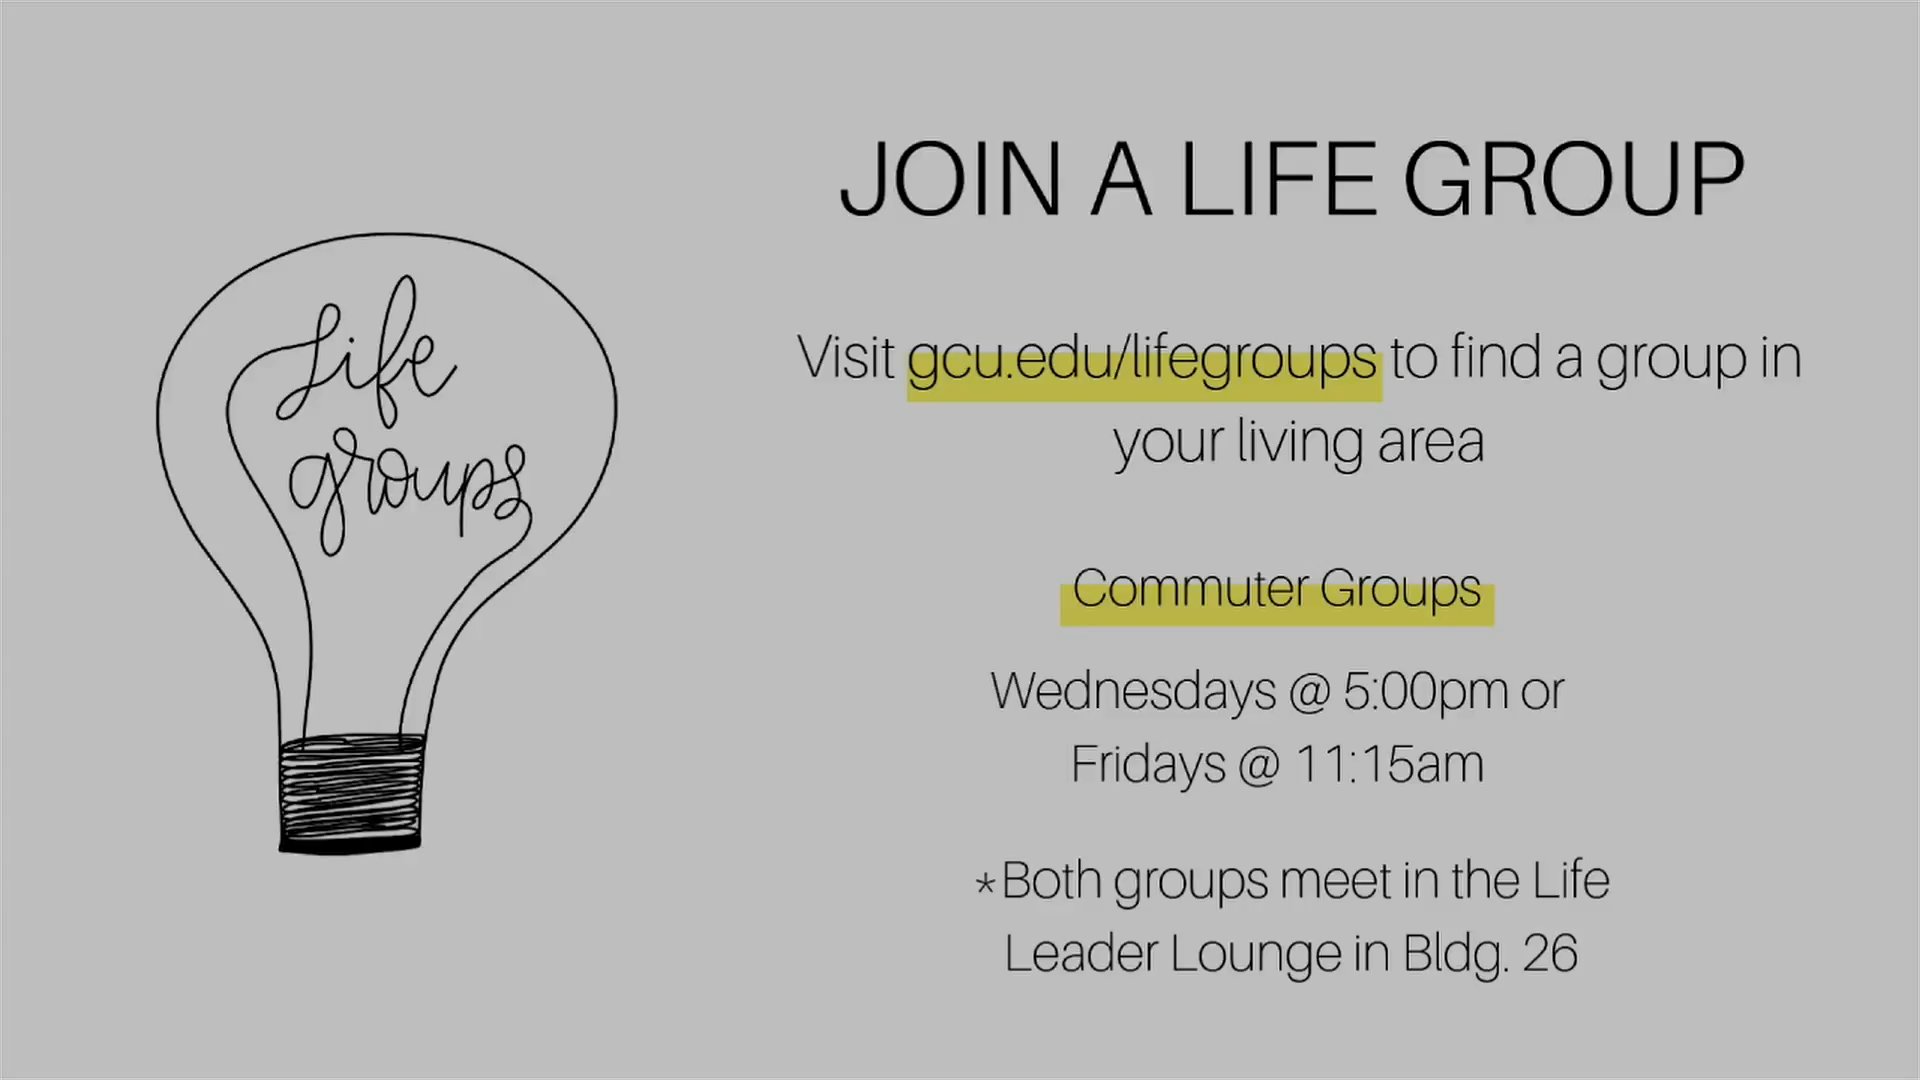 Life
groups
JOIN A LIFE GROUP
Visit gcu.edu/lifegroups to find a group in
your living area
Commuter Groups
Wednesdays @ 5:00pm or
Fridays @ 11:15am
*Both groups meet in the Life
Leader Lounge in Bldg. 26